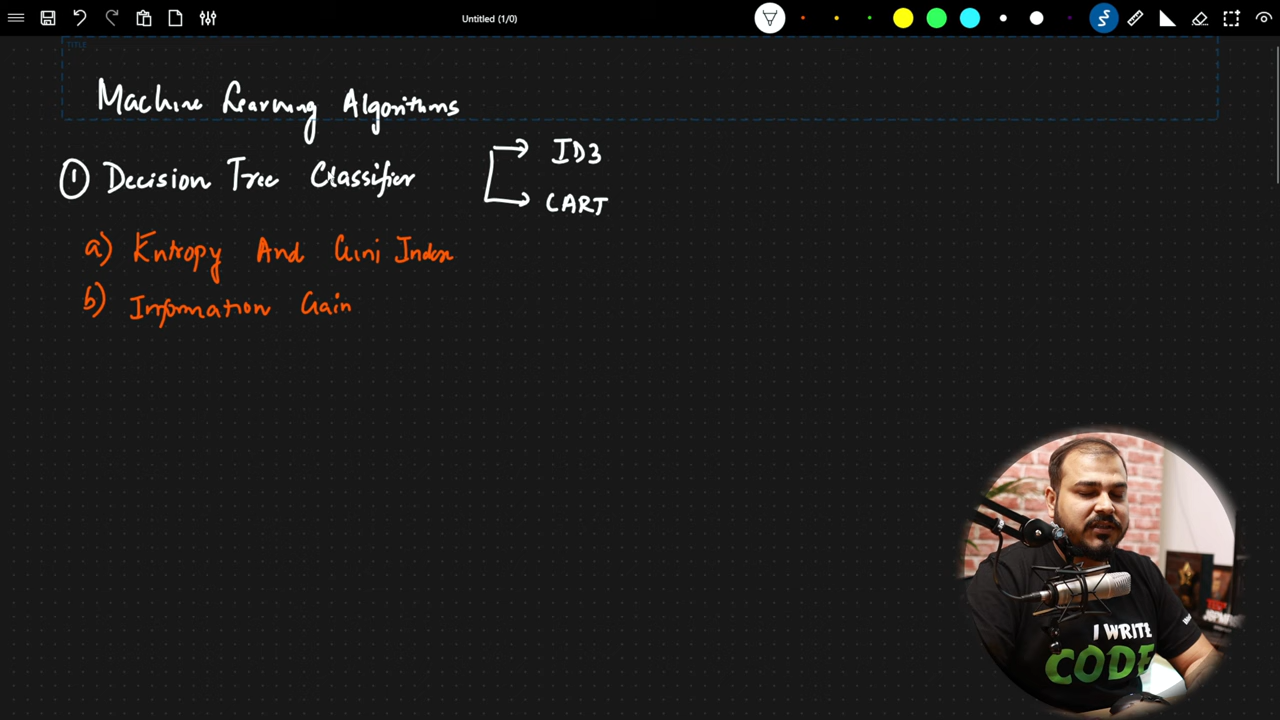 Untitled (1/0)
TITLE
Machine Learning Algorithms
① Decision Tree Classifier
ID3
CART
a) Entropy And Gini Index
b) Information Gain
I WRITE
CODE